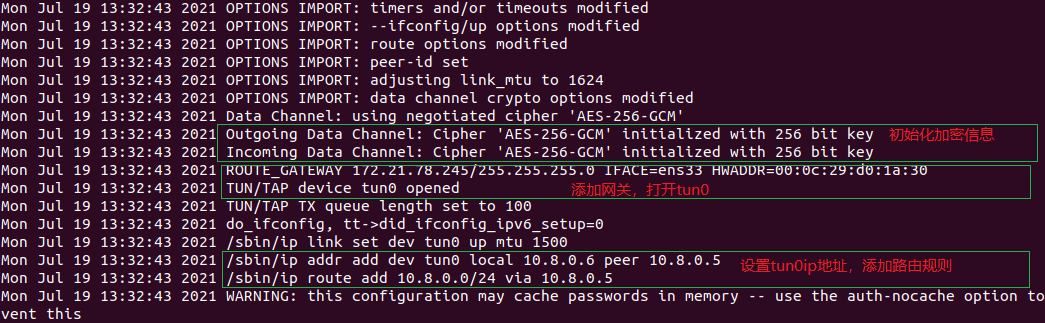 Mon Jul 19 13:32:43 2021 OPTIONS IMPORT: timers and/or timeouts modified
Mon Jul 19 13:32:43 2021 OPTIONS IMPORT: --ifconfig/up options modified
Mon Jul 19 13:32:43 2021 OPTIONS IMPORT: route options modified
Mon Jul 19 13:32:43 2021 OPTIONS IMPORT: peer-id set
Mon Jul 19 13:32:43 2021 OPTIONS IMPORT: adjusting link_mtu to 1624
Mon Jul 19 13:32:43 2021 OPTIONS IMPORT: data channel crypto options modified
Mon Jul 19 13:32:43 2021 Data Channel: using negotiated cipher 'AES-256-GCM'
Mon Jul 19 13:32:43 2021 Outgoing Data Channel: Cipher 'AES-256-GCM' initialized with 256 bit key 初始化加密信息
Mon Jul 19 13:32:43 2021 Incoming Data Channel: Cipher 'AES-256-GCM' initialized with 256 bit key
Mon Jul 19 13:32:43 2021 ROUTE_GATEWAY 172.21.78.245/255.255.255.0 IFACE=ens33 HWADDR=00:0c:29:d0:1a:30
Mon Jul 19 13:32:43 2021 TUN/TAP device tun0 opened 添加网关，打开tun0
Mon Jul 19 13:32:43 2021 TUN/TAP TX queue length set to 100
Mon Jul 19 13:32:43 2021 do_ifconfig, tt->did_ifconfig_ipv6_setup=0
Mon Jul 19 13:32:43 2021 /sbin/ip link set dev tun0 up mtu 1500
Mon Jul 19 13:32:43 2021 /sbin/ip addr add dev tun0 local 10.8.0.6 peer 10.8.0.5 设置tun0ip地址，添加路由规则
Mon Jul 19 13:32:43 2021 /sbin/ip route add 10.8.0.0/24 via 10.8.0.5
Mon Jul 19 13:32:43 2021 WARNING: this configuration may cache passwords in memory -- use the auth-nocache option to
vent this